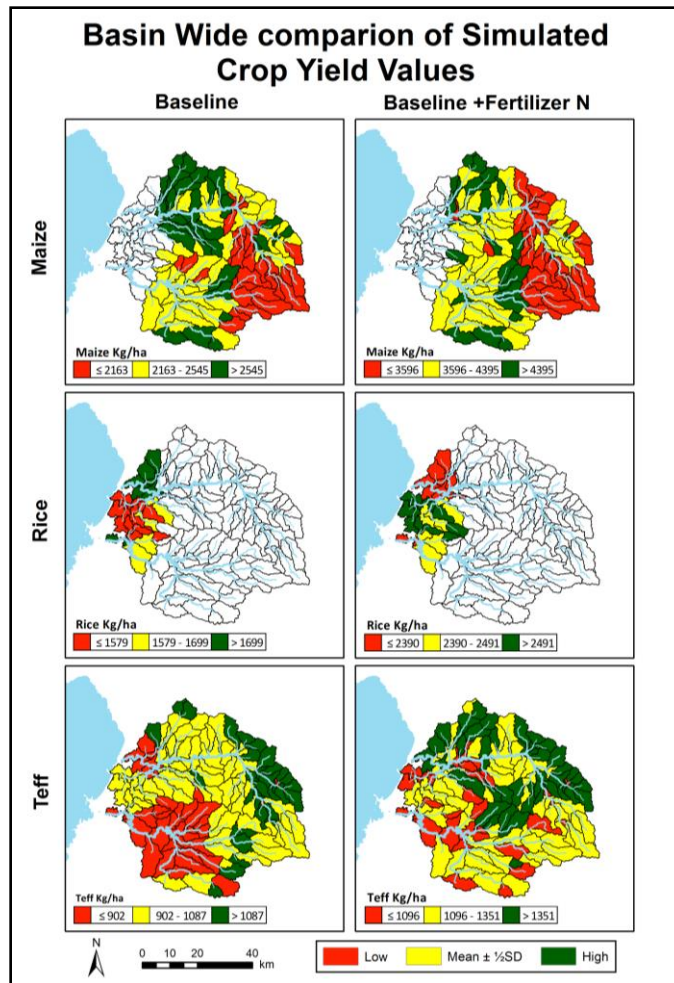 Basin Wide comparion of Simulated
Crop Yield Values
Baseline
Baseline +Fertilizer N
Maize
Maize Kg/ha
≤ 2163 2163 - 2545 > 2545
Maize Kg/ha
≤ 3596 3596 - 4395 > 4395
Rice
Rice Kg/ha
≤ 1579 1579 - 1699 > 1699
Rice Kg/ha
≤ 2390 2390 - 2491 > 2491
Teff
Teff Kg/ha
≤ 902 902 - 1087 > 1087
Teff Kg/ha
≤ 1096 1096 - 1351 > 1351
N
0 10 20 40
km
Low Mean ± ½SD High